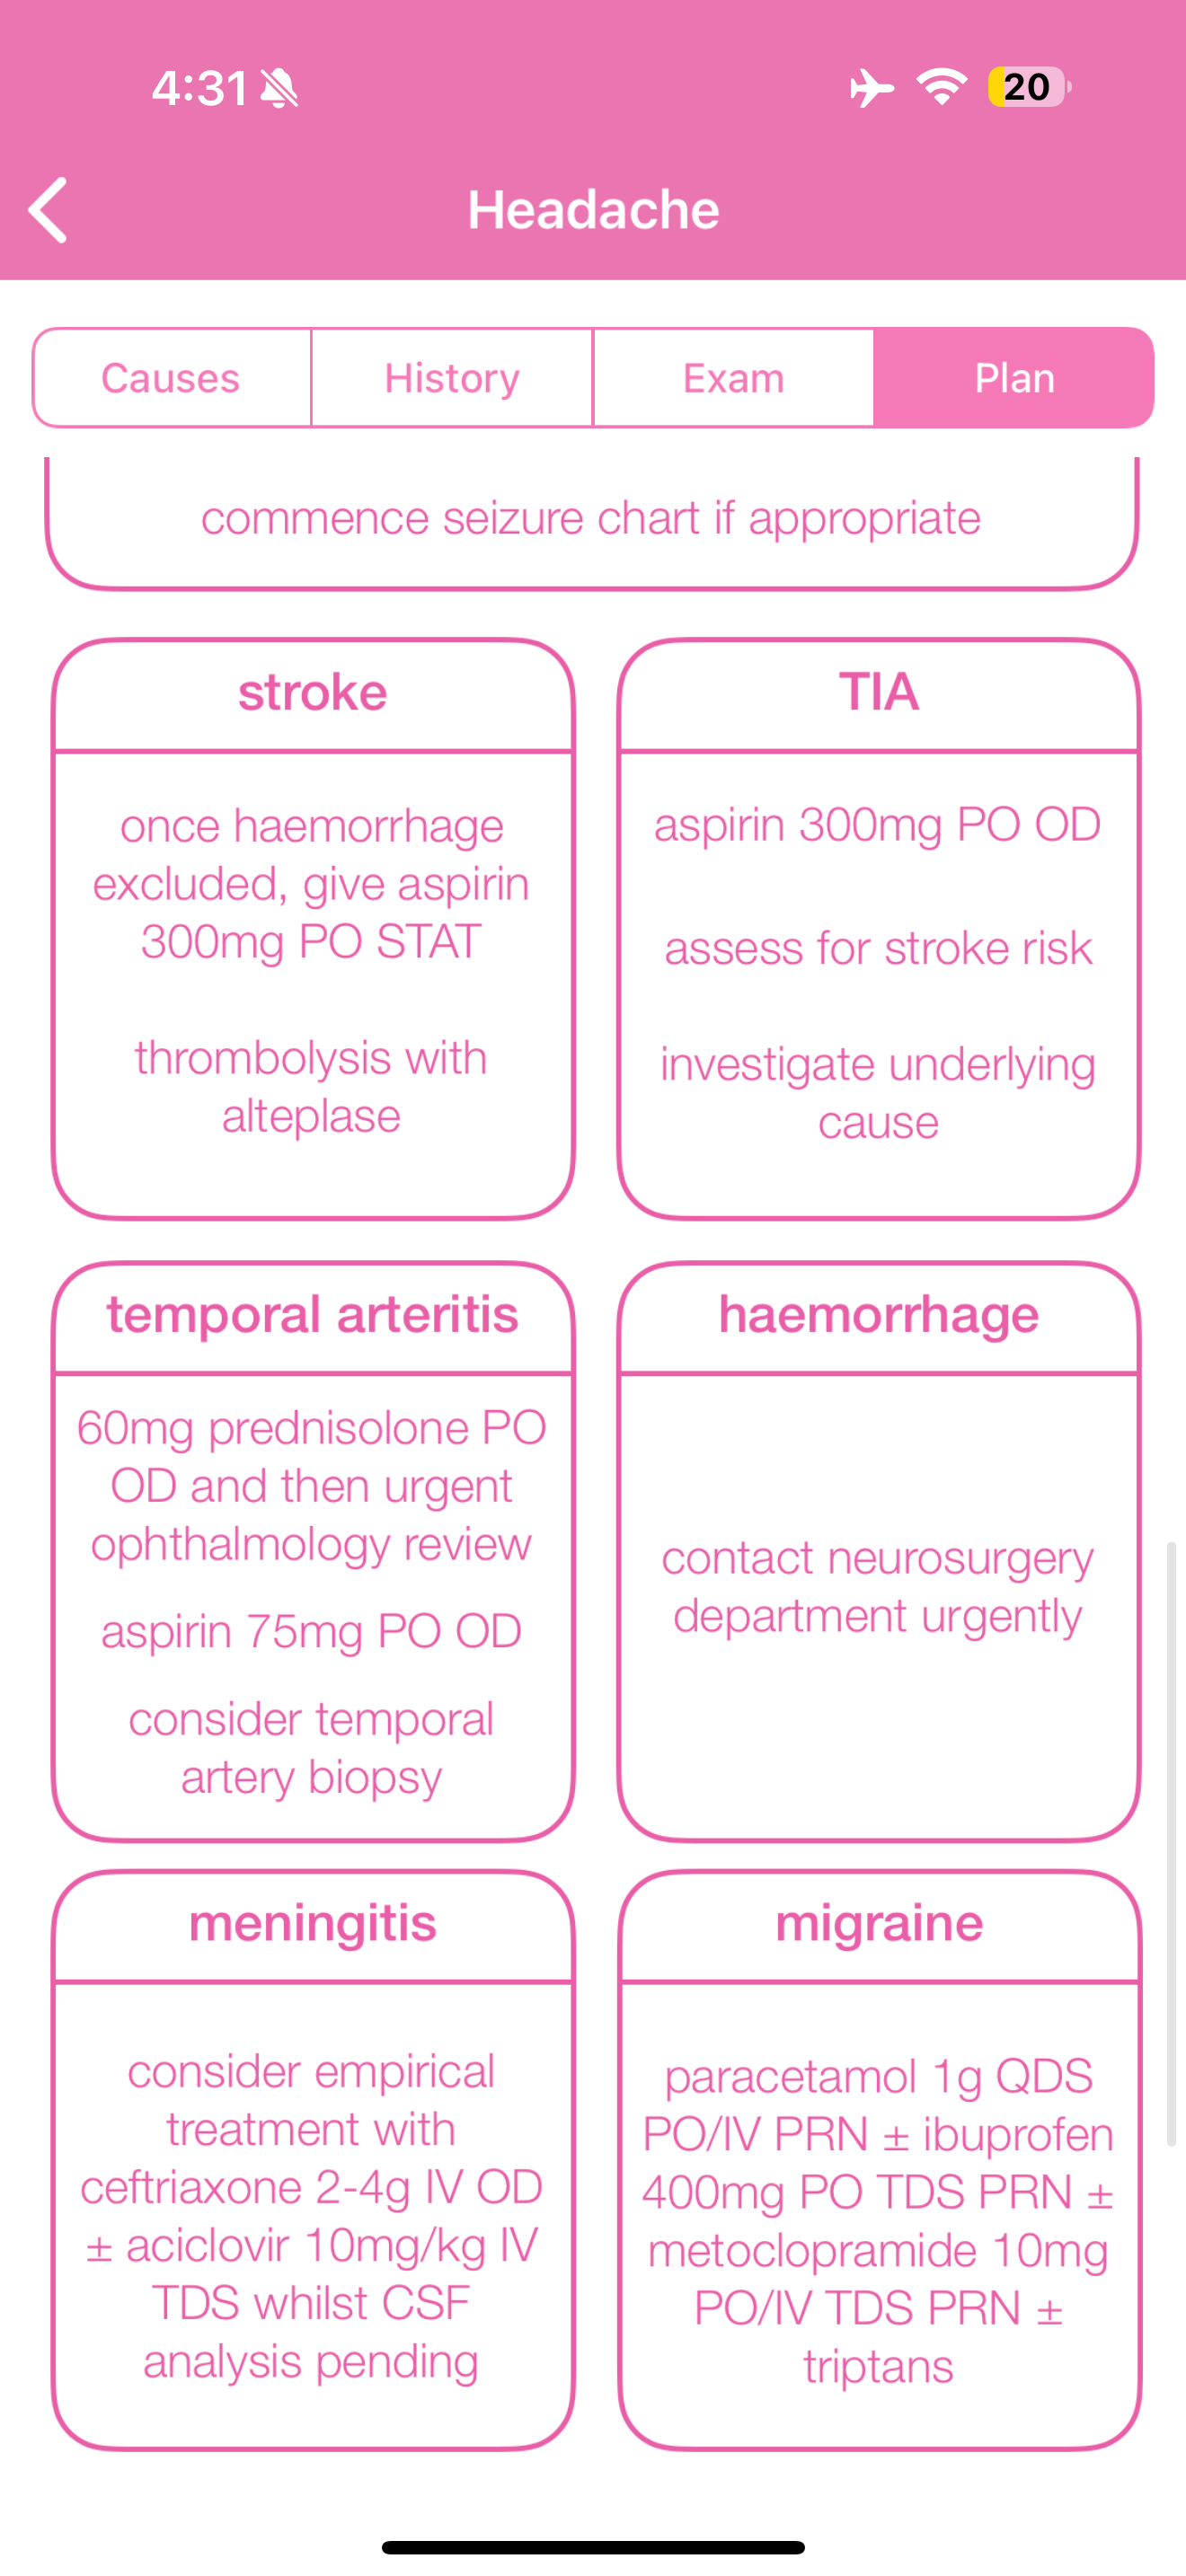 4:31
20
Headache
Causes
History
Exam
Plan
commence seizure chart if appropriate
stroke
once haemorrhage
excluded, give aspirin
300mg PO STAT
thrombolysis with
alteplase
TIA
aspirin 300mg PO OD
assess for stroke risk
investigate underlying
cause
temporal arteritis
60mg prednisolone PO
OD and then urgent
ophthalmology review
aspirin 75mg PO OD
consider temporal
artery biopsy
haemorrhage
contact neurosurgery
department urgently
meningitis
consider empirical
treatment with
ceftriaxone 2-4g IV OD
± aciclovir 10mg/kg IV
TDS whilst CSF
analysis pending
migraine
paracetamol 1g QDS
PO/IV PRN ± ibuprofen
400mg PO TDS PRN ±
metoclopramide 10mg
PO/IV TDS PRN ±
triptans